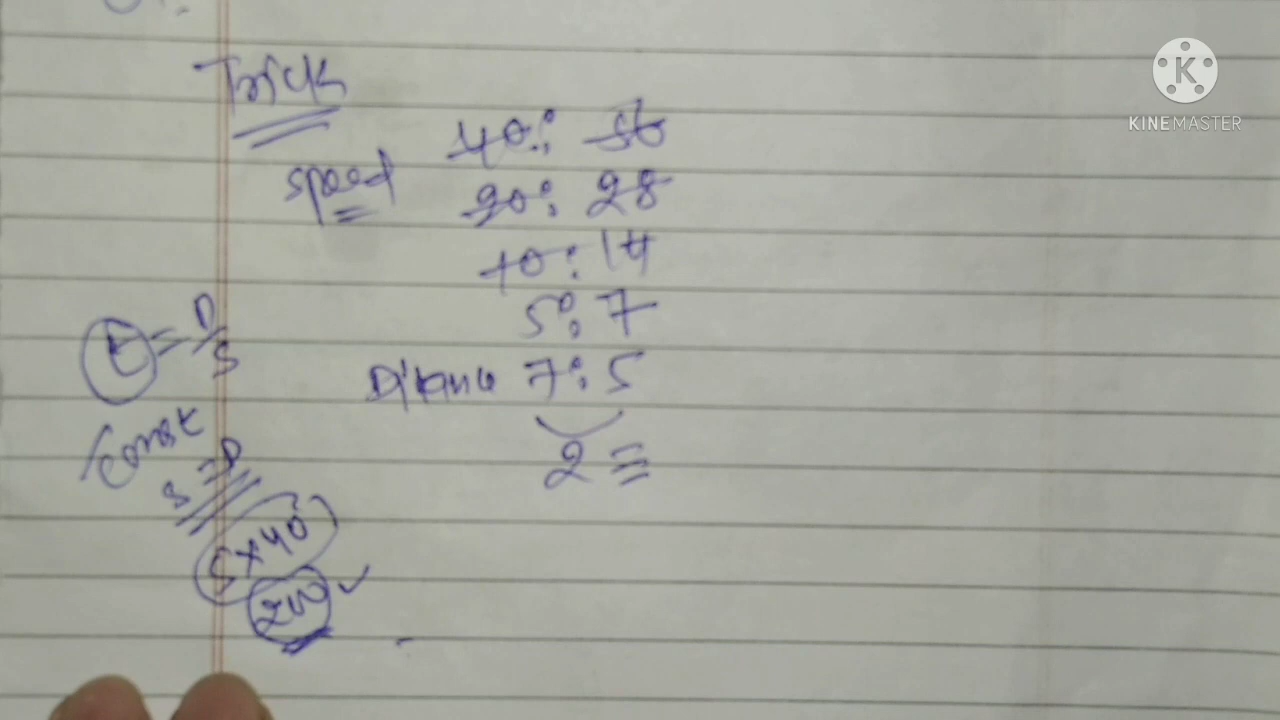 Trick
40 : 56
speed
20 : 28
10 : 14
5 : 7
t = D/S
Distance 7 : 5
2
Const
S = D
5×40
200
KINEMASTER